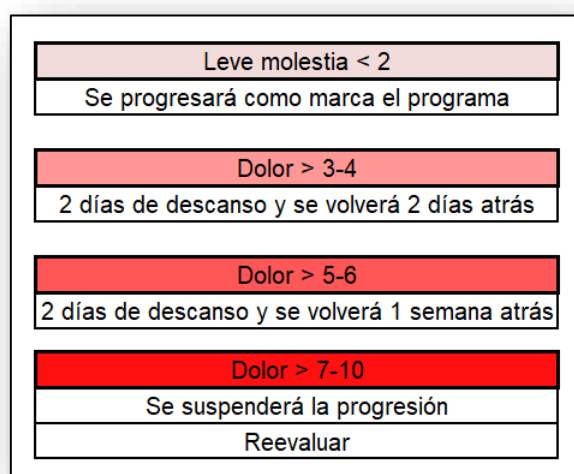 Leve molestia < 2
Se progresará como marca el programa
Dolor > 3-4
2 días de descanso y se volverá 2 días atrás
Dolor > 5-6
2 días de descanso y se volverá 1 semana atrás
Dolor > 7-10
Se suspenderá la progresión
Reevaluar